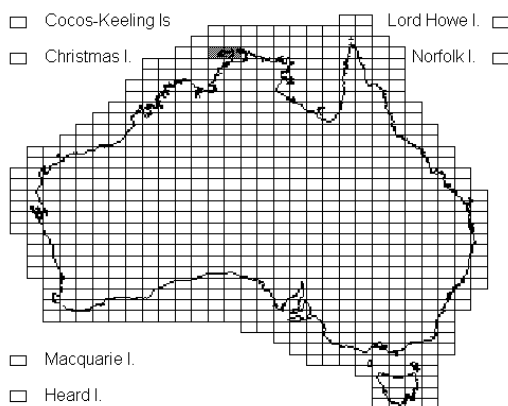 Cocos-Keeling Is
Lord Howe I.
Christmas I.
Norfolk I.
Macquarie I.
Heard I.